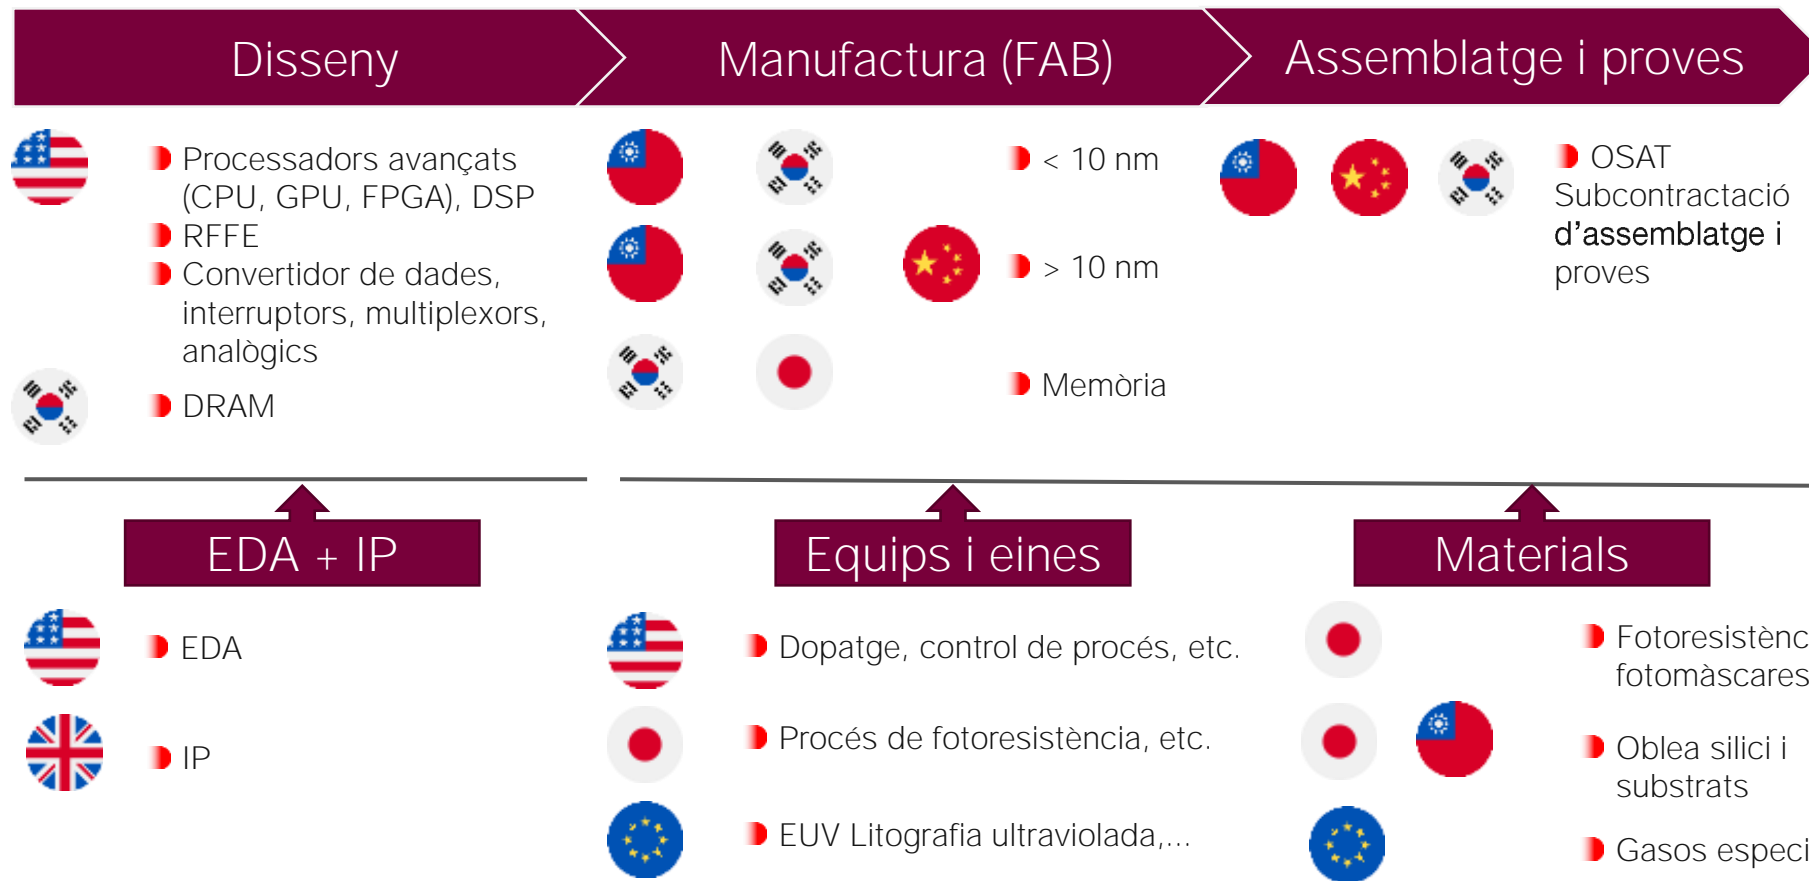 Disseny
Manufactura (FAB)
Assemblatge i proves
Processadors avançats
(CPU, GPU, FPGA), DSP
RFFE
Convertidor de dades,
interruptors, multiplexors,
analògics
DRAM
< 10 nm
> 10 nm
Memòria
OSAT
Subcontractació
d'assemblatge i
proves
EDA + IP
EDA
IP
Equips i eines
Dopatge, control de procés, etc.
Procés de fotoresistència, etc.
EUV Litografia ultraviolada,...
Materials
fotomàscares
Oblea silici i
substrats
Gasos